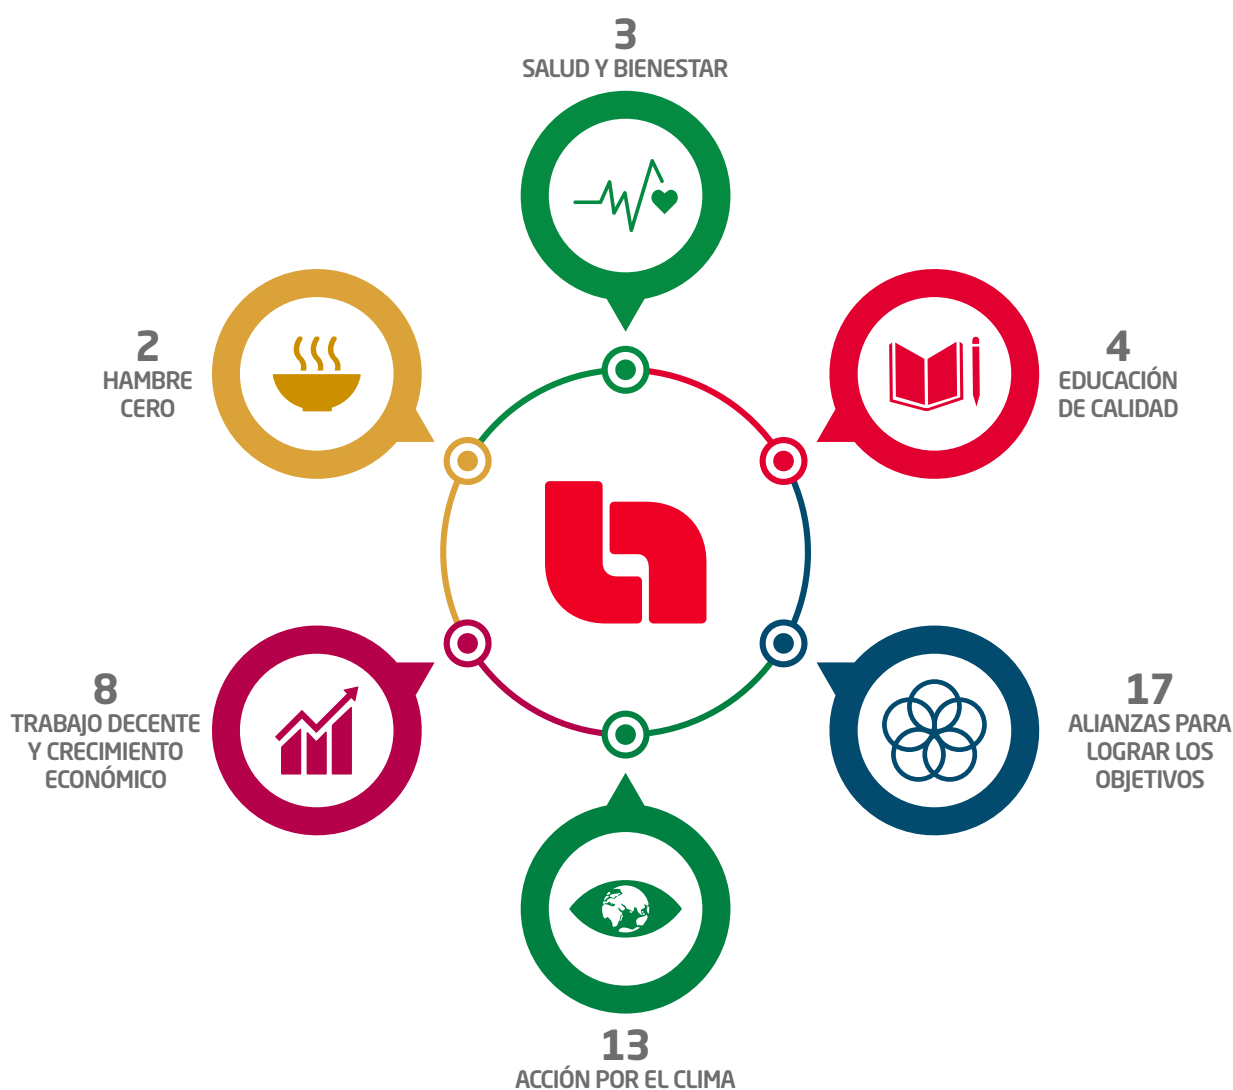 3
SALUD Y BIENESTAR
2
HAMBRE
CERO
4
EDUCACIÓN
DE CALIDAD
8
TRABAJO DECENTE
Y CRECIMIENTO
ECONÓMICO
17
ALIANZAS PARA
LOGRAR LOS
OBJETIVOS
13
ACCIÓN POR EL CLIMA